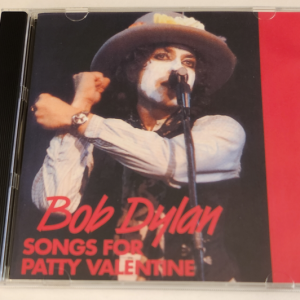 Bob Dylan
SONGS FOR
PATTY VALENTINE